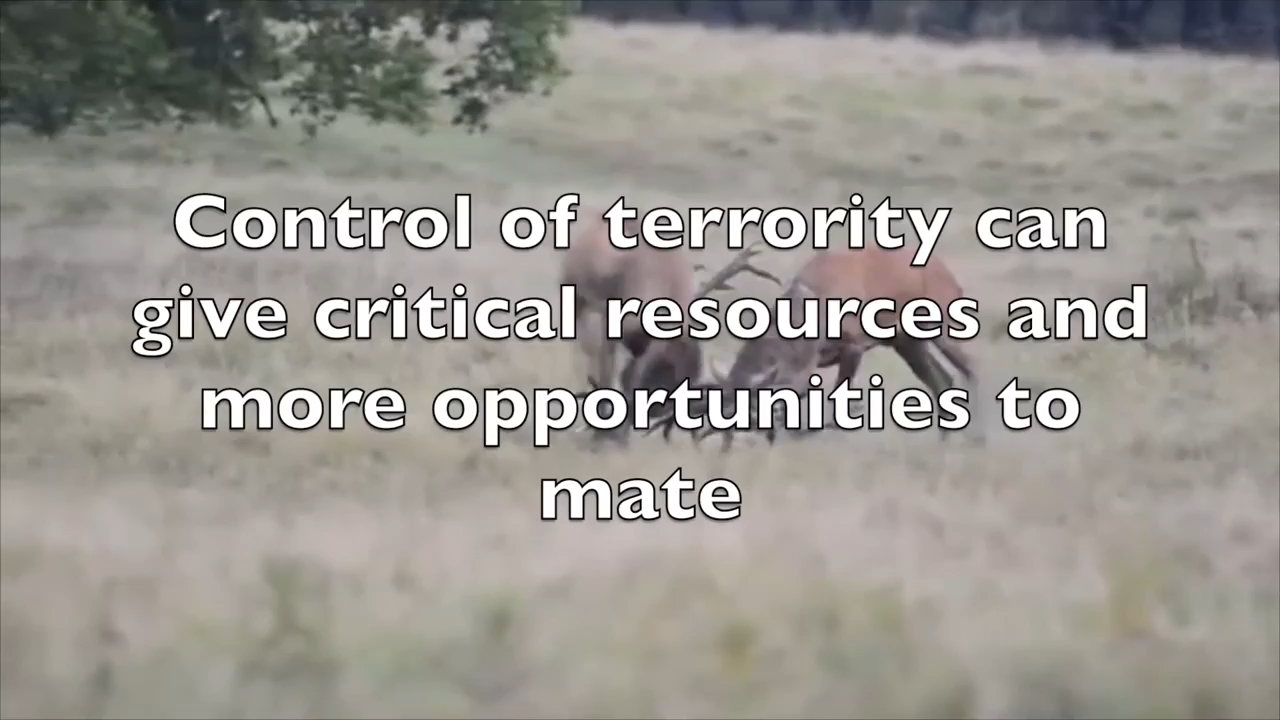 Control of terrority can
give critical resources and
more opportunities to
mate